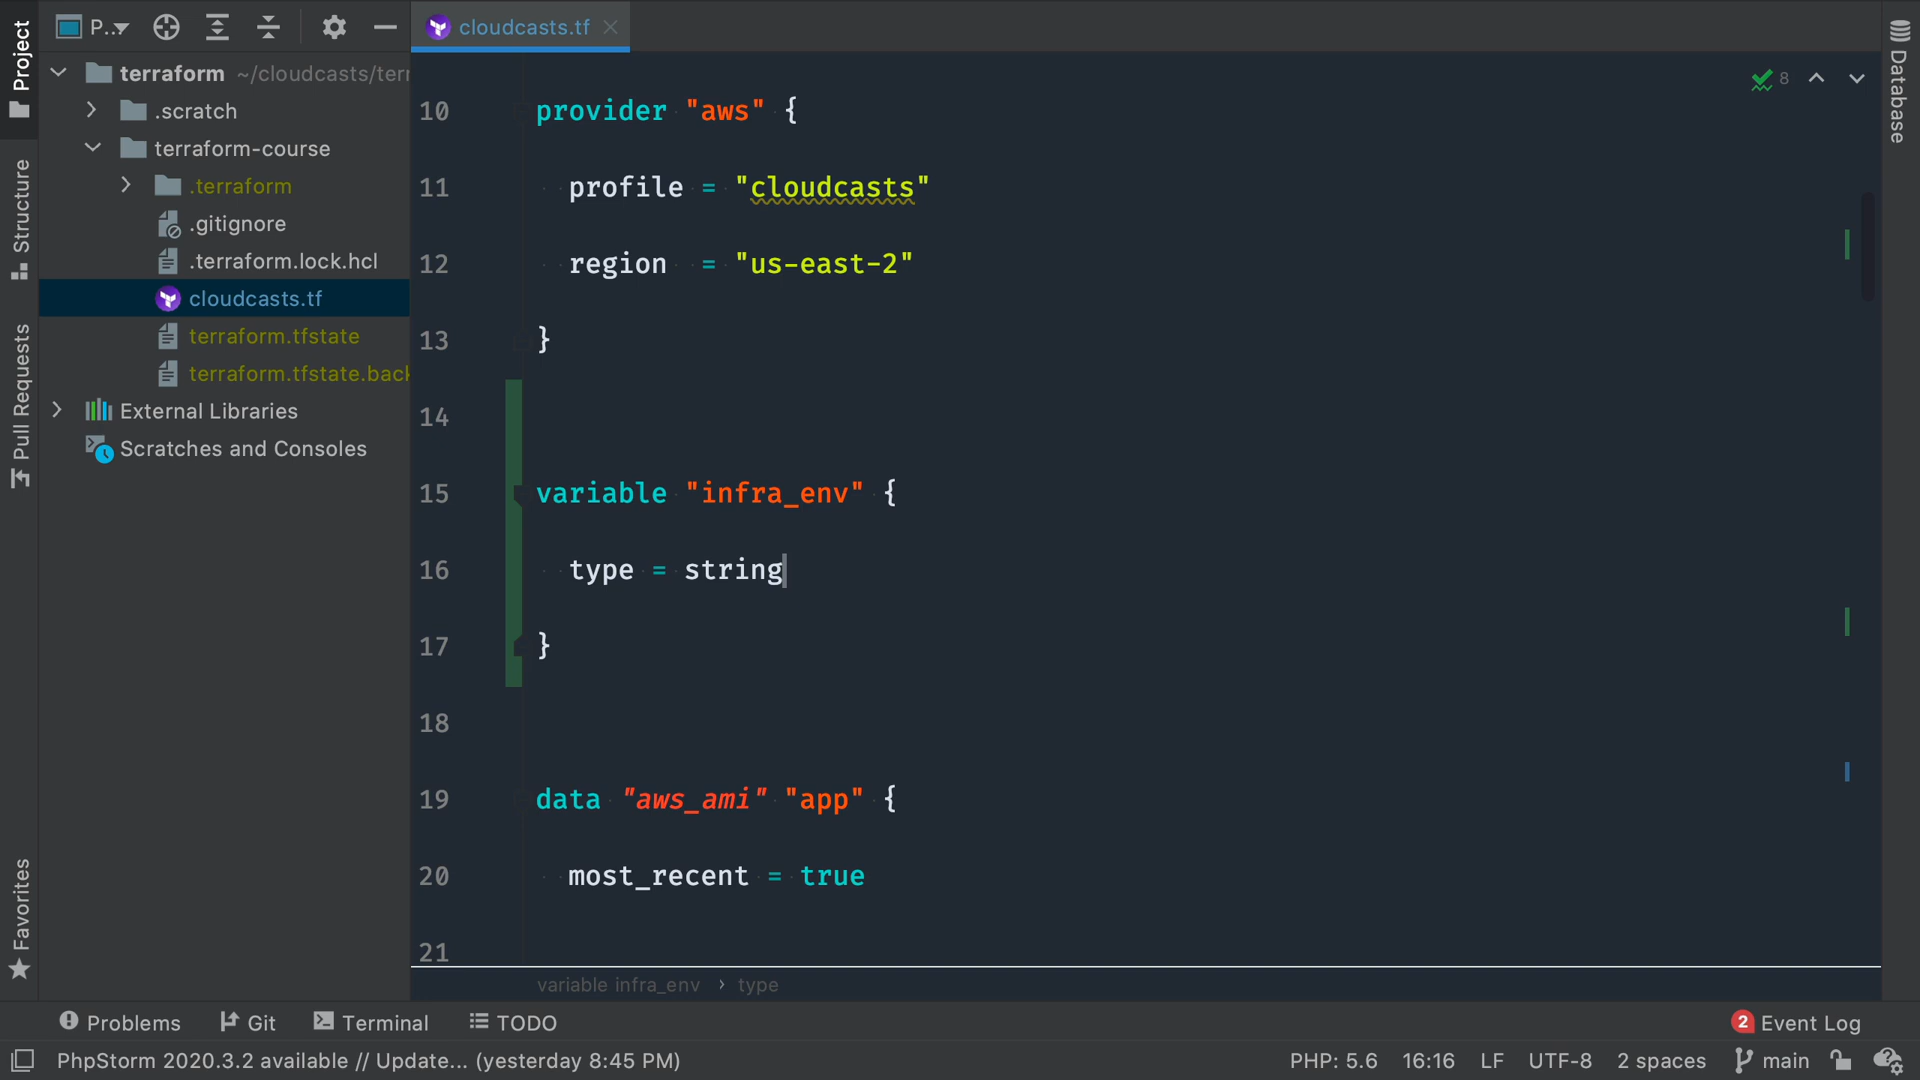 Project
Structure
Pull Requests
Favorites
P..
terraform ~/cloudcasts/terr
.scratch
terraform-course
.terraform
.gitignore
.terraform.lock.hcl
cloudcasts.tf
terraform.tfstate
terraform.tfstate.back
External Libraries
Scratches and Consoles
cloudcasts.tf
8
10 provider "aws" {
11 profile = "cloudcasts"
12 region = "us-east-2"
13 }
14
15 variable "infra_env" {
16 type = string
17 }
18
19 data "aws_ami" "app" {
20 most_recent = true
21
variable infra_env › type
Database
Problems Git Terminal TODO
2 Event Log
PhpStorm 2020.3.2 available // Update... (yesterday 8:45 PM)
PHP: 5.6 16:16 LF UTF-8 2 spaces main